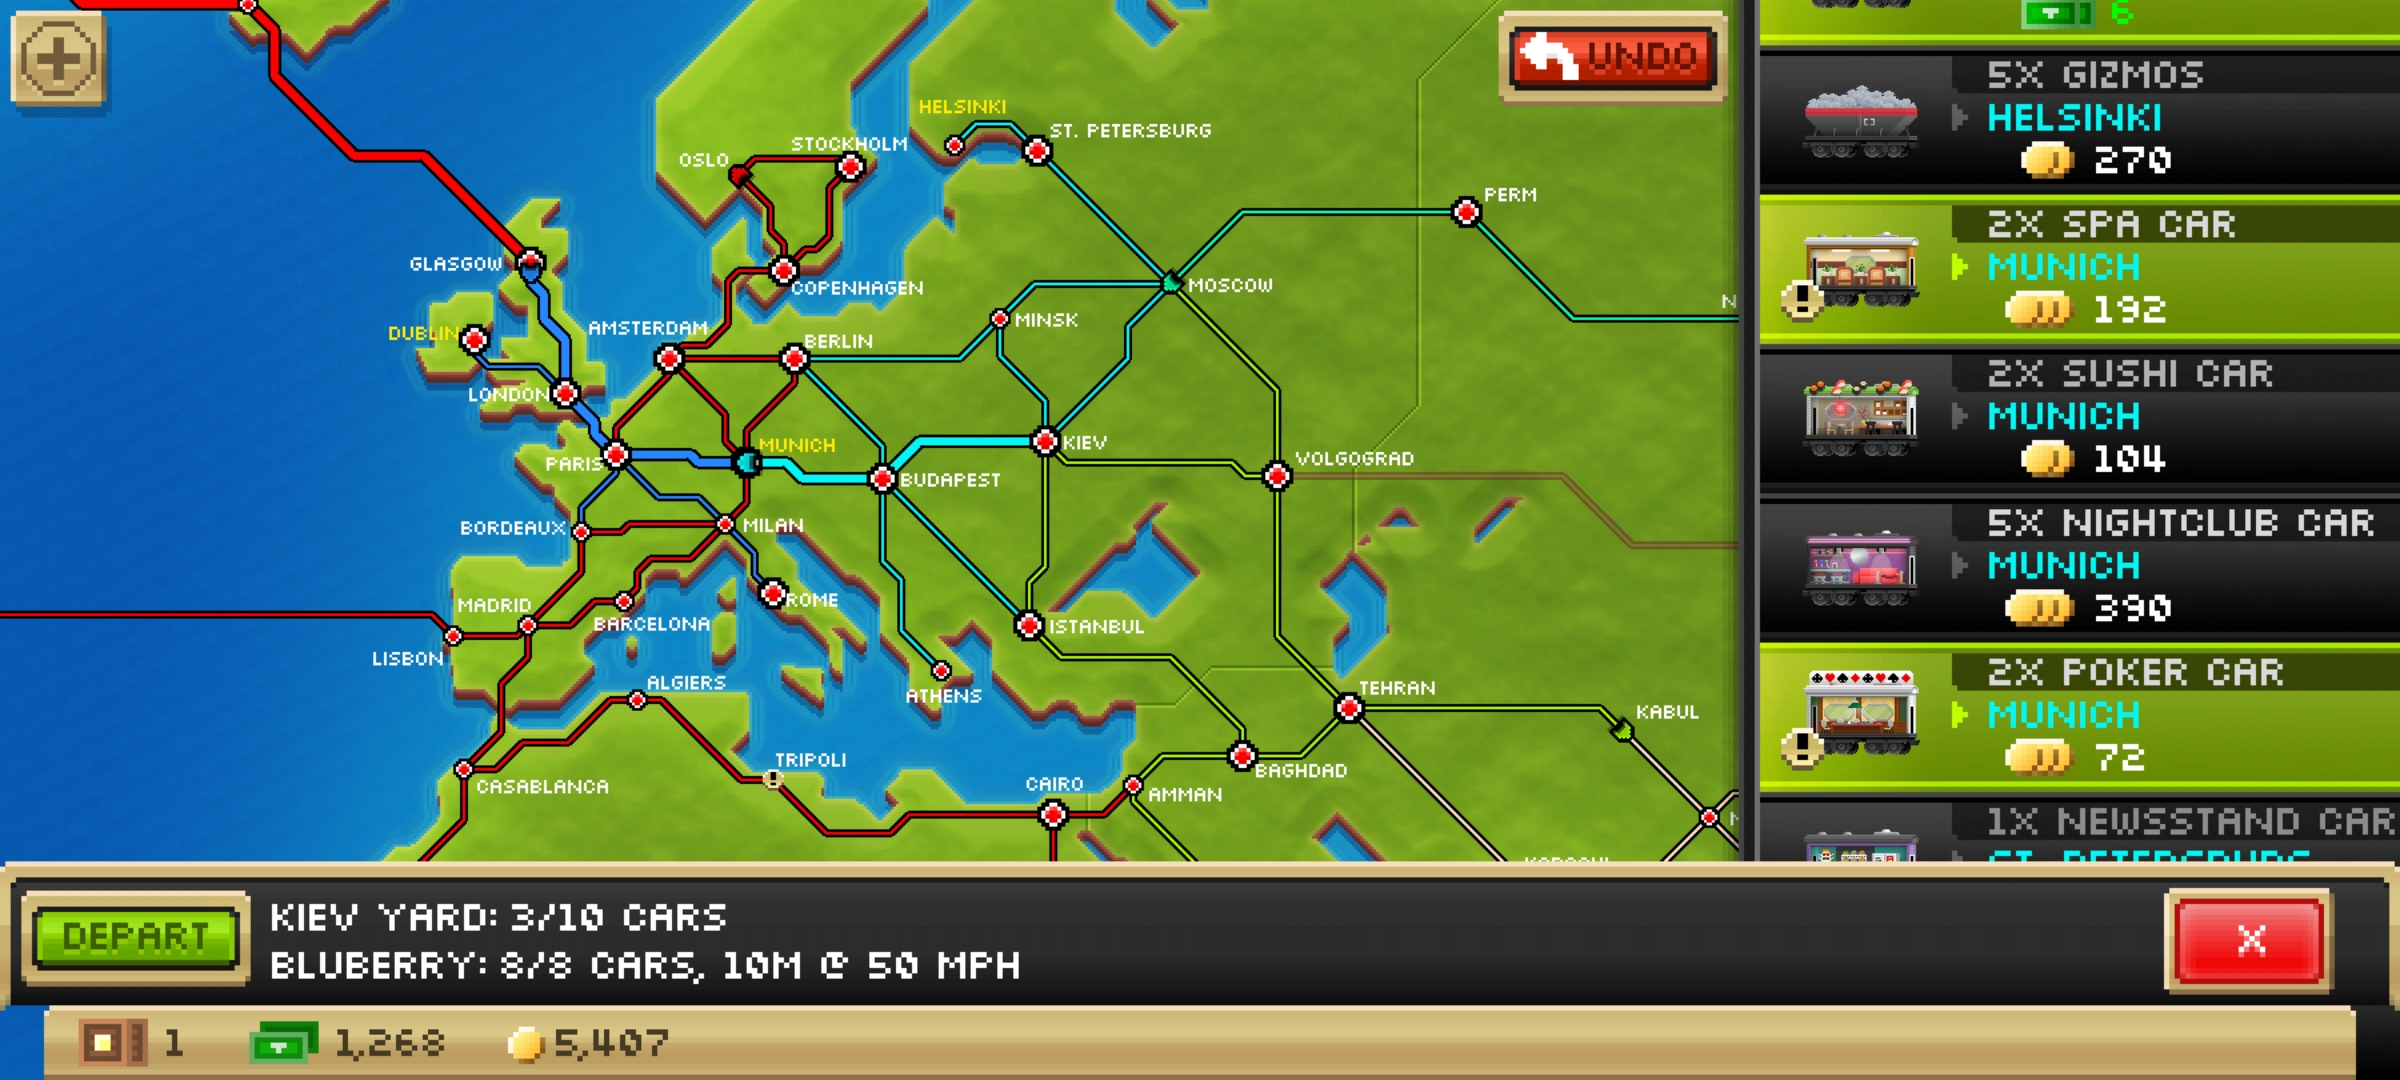 6
UNDO
5X GIZMOS
HELSINKI
270
2X SPA CAR
MUNICH
192
2X SUSHI CAR
MUNICH
104
5X NIGHTCLUB CAR
MUNICH
390
2X POKER CAR
MUNICH
72
1X NEWSSTAND CAR
ST. PETERSBURG
HELSINKI
ST. PETERSBURG
STOCKHOLM
OSLO
PERM
GLASGOW
COPENHAGEN
MOSCOW
N
MINSK
DUBLIN
AMSTERDAM
BERLIN
LONDON
MUNICH
KIEV
PARIS
BUDAPEST
VOLGOGRAD
BORDEAUX
MILAN
MADRID
ROME
BARCELONA
ISTANBUL
LISBON
ALGIERS
ATHENS
TEHRAN
KABUL
TRIPOLI
CASABLANCA
CAIRO
AMMAN
BAGHDAD
KARACHI
DEPART
KIEV YARD: 3/10 CARS
BLUBERRY: 8/8 CARS, 10M @ 50 MPH
X
1
1,268
5,407